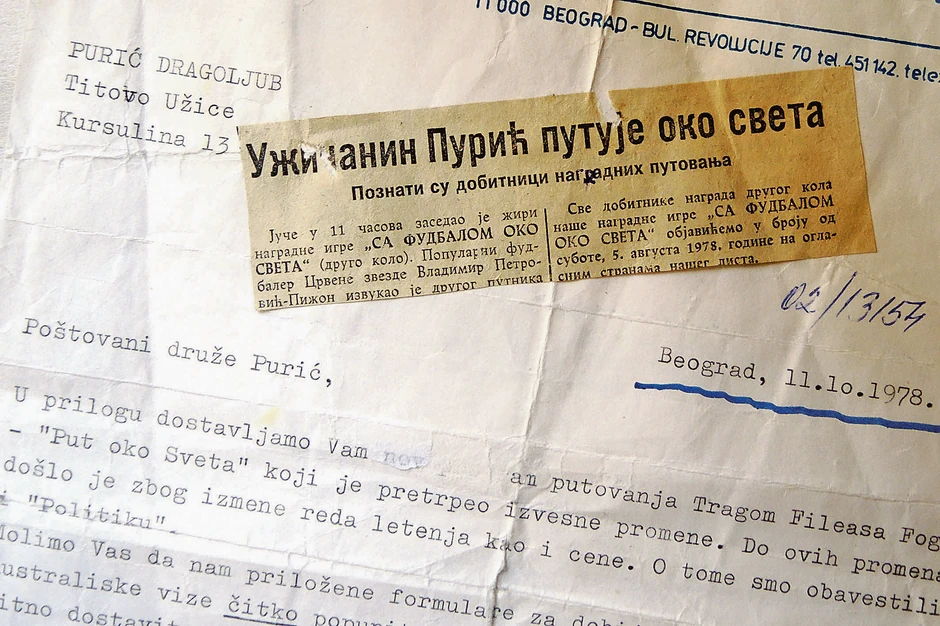 11000 BEOGRAD - BUL. REVOLUCIJE 70 tel. 451 142, tele
PURIĆ DRAGOLJUB
Titovo Užice
Kursulina 13
Ужичанин Пурић путује око света
Познати су добитници наградних путовања
Јуче у 11 часова заседао је жири
наградне игре „СА ФУДБАЛОМ ОКО
СВЕТА“ (друго коло). Популарни фуд-
балер Црвене звезде Владимир Петро-
вић-Пижон извукао је другог путника
Све добитнике награда другог кола
наше наградне игре „СА ФУДБАЛОМ
ОКО СВЕТА“ објавићемо у броју од
суботе, 5. августа 1978. године на огла-
сним странама нашег листа.
02/13154
Poštovani druže Purić,
Beograd, 11.10.1978.
U prilogu dostavljamo Vam nov an putovanja Tragom Fileasa Fog
- "Put oko Sveta" koji je pretrpeo izvesne promene. Do ovih promena
došlo je zbog izmene reda letenja kao i cene. O tome smo obavestili
i "Politiku".
Molimo Vas da nam priložene formulare za
australiske vize čitko
itno